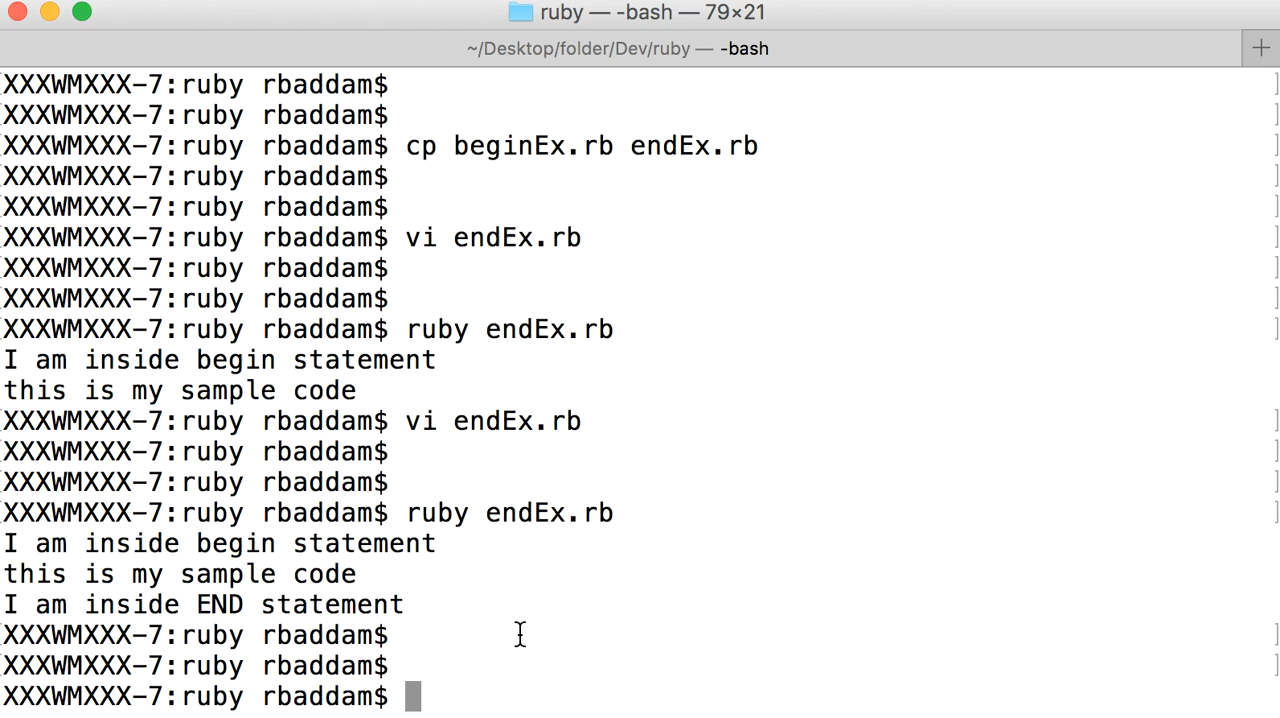 ruby — -bash — 79×21
~/Desktop/folder/Dev/ruby — -bash +
XXXWMXXX-7:ruby rbaddam$
XXXWMXXX-7:ruby rbaddam$
XXXWMXXX-7:ruby rbaddam$ cp beginEx.rb endEx.rb
XXXWMXXX-7:ruby rbaddam$
XXXWMXXX-7:ruby rbaddam$
XXXWMXXX-7:ruby rbaddam$ vi endEx.rb
XXXWMXXX-7:ruby rbaddam$
XXXWMXXX-7:ruby rbaddam$
XXXWMXXX-7:ruby rbaddam$ ruby endEx.rb
I am inside begin statement
this is my sample code
XXXWMXXX-7:ruby rbaddam$ vi endEx.rb
XXXWMXXX-7:ruby rbaddam$
XXXWMXXX-7:ruby rbaddam$
XXXWMXXX-7:ruby rbaddam$ ruby endEx.rb
I am inside begin statement
this is my sample code
I am inside END statement
XXXWMXXX-7:ruby rbaddam$
XXXWMXXX-7:ruby rbaddam$
XXXWMXXX-7:ruby rbaddam$